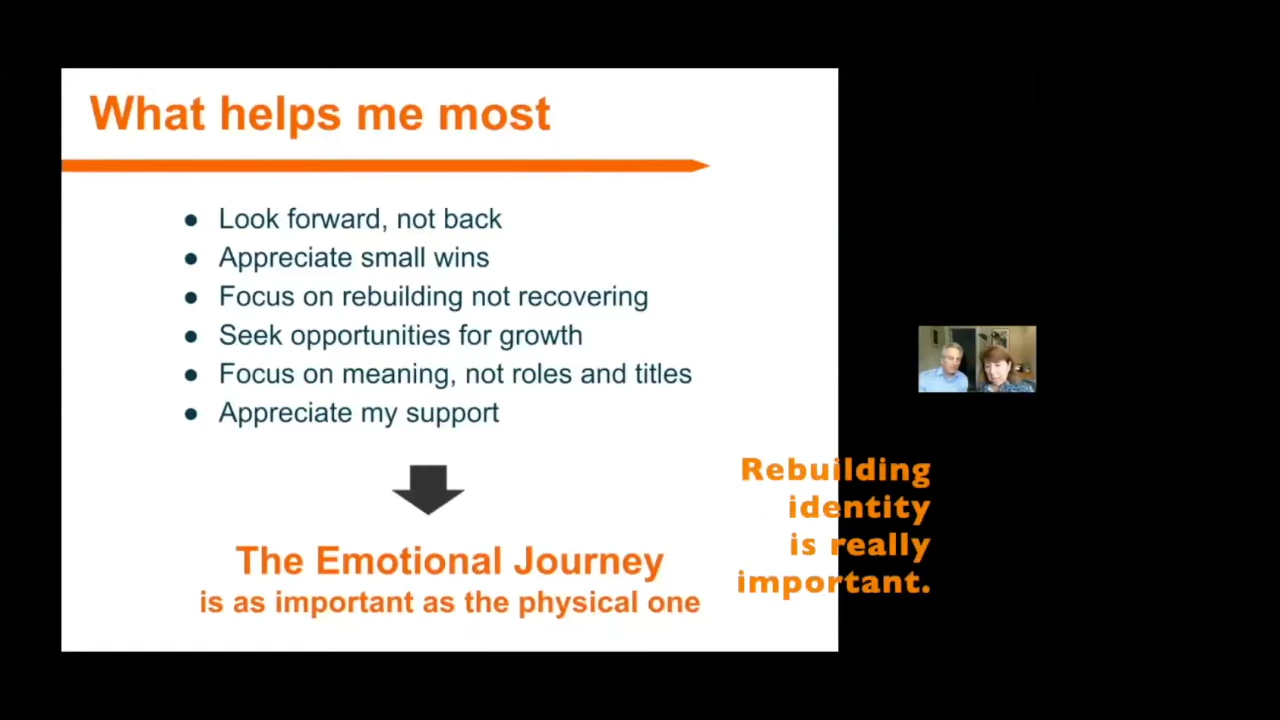 What helps me most
● Look forward, not back
● Appreciate small wins
● Focus on rebuilding not recovering
● Seek opportunities for growth
● Focus on meaning, not roles and titles
● Appreciate my support
The Emotional Journey
is as important as the physical one
Rebuilding
identity
is really
important.